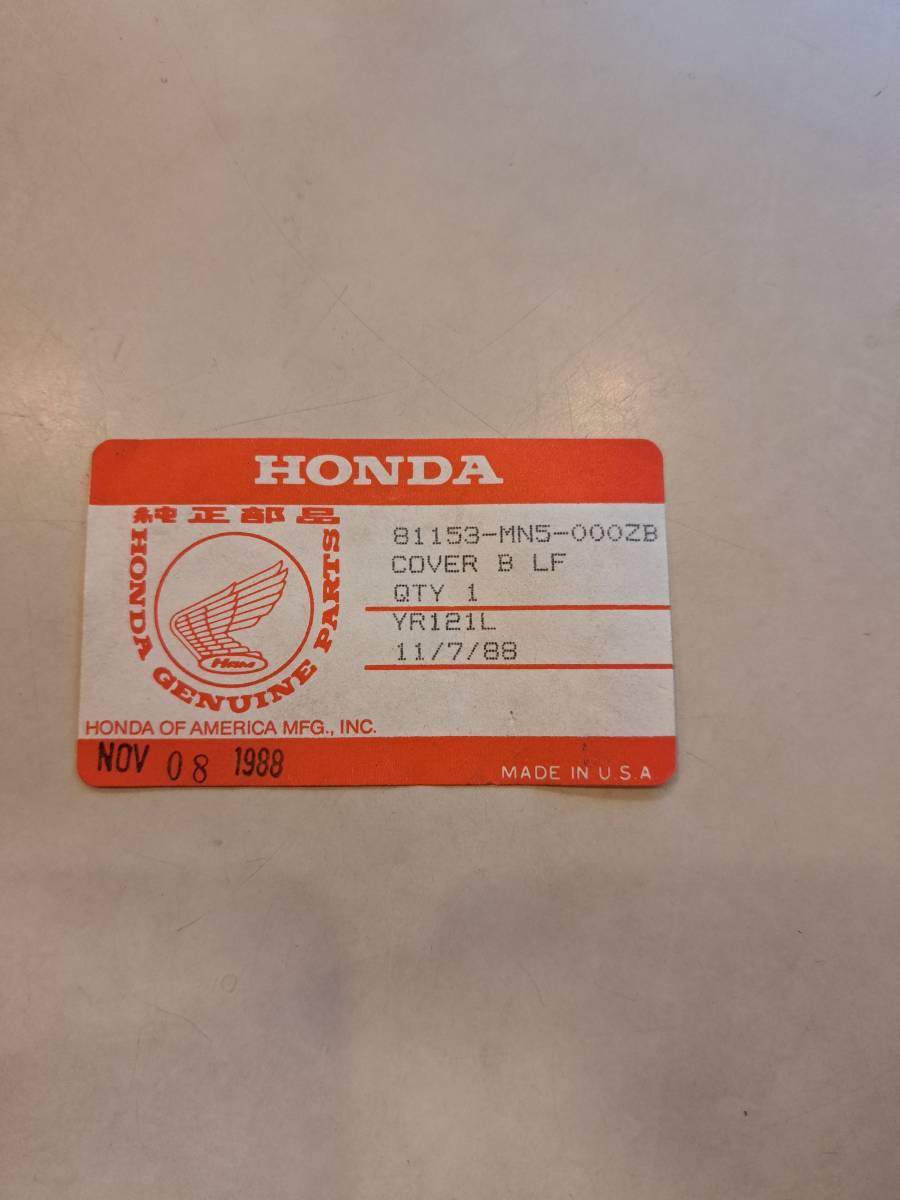 HONDA
純正部品
HONDA GENUINE PARTS
HAM
81153-MN5-000ZB
COVER B LF
QTY 1
YR121L
11/7/88
HONDA OF AMERICA MFG., INC.
NOV 08 1988
MADE IN U.S.A